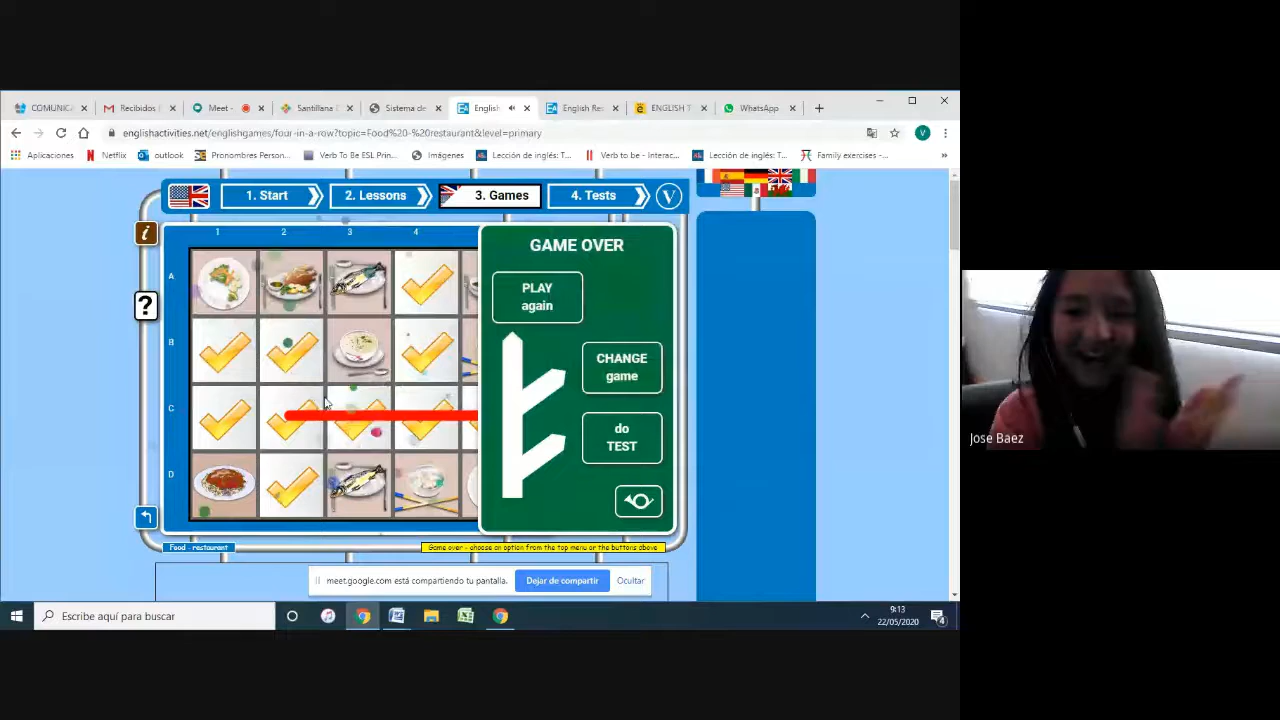 COMUNICA
Recibidos
Meet -
Santillana
Sistema de
English
English Re
ENGLISH T
WhatsApp
englishactivities.net/englishgames/four-in-a-row?topic=Food%20-%20restaurant&level=primary
V
Aplicaciones
Netflix
outlook
Pronombres Person...
Verb To Be ESL Prin...
Imágenes
Lección de inglés: T...
Verb to be - Interac...
Lección de inglés: T...
Family exercises -...
1. Start
2. Lessons
3. Games
4. Tests
V
i
1 2 3 4
A
B
C
D
?
GAME OVER
PLAY
again
CHANGE
game
do
TEST
Food - restaurant
Game over - choose an option from the top menu or the buttons above
meet.google.com está compartiendo tu pantalla.
Dejar de compartir
Ocultar
Escribe aquí para buscar
9:13
22/05/2020
4
Jose Baez